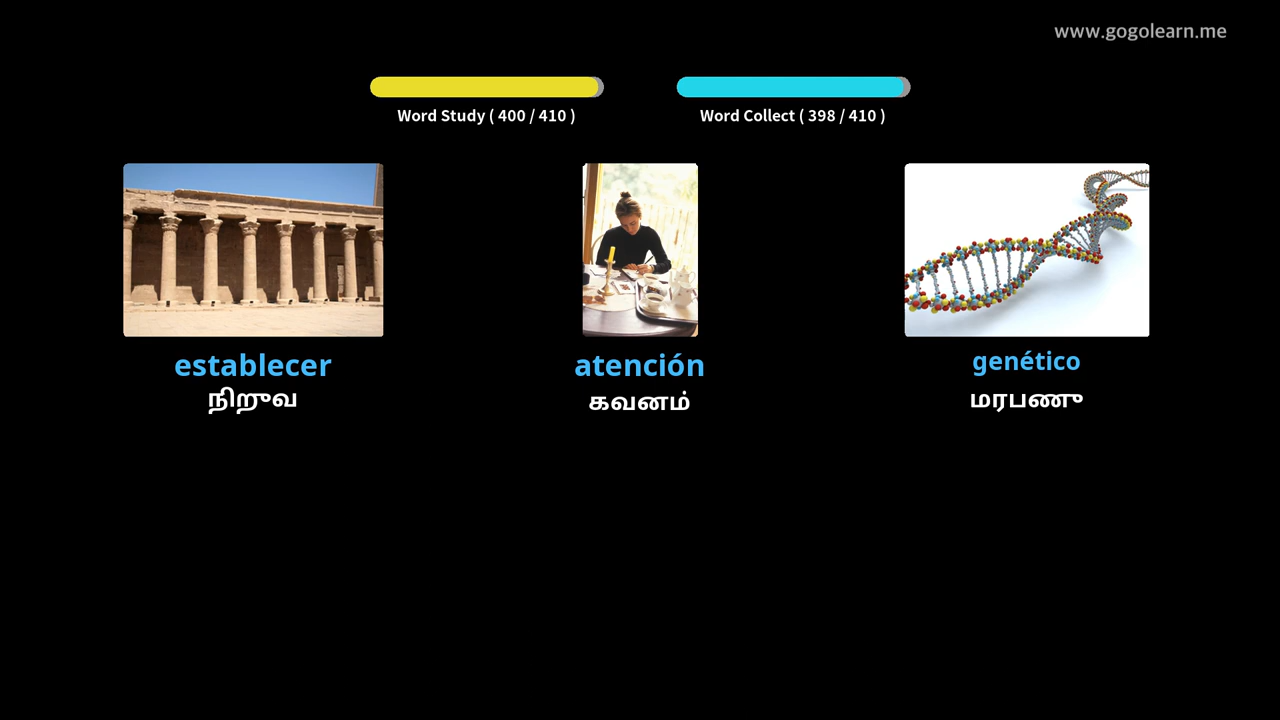 www.gogolearn.me
Word Study ( 400 / 410 )
Word Collect ( 398 / 410 )
establecer
நிறுவ
atención
கவனம்
genético
மரபணு